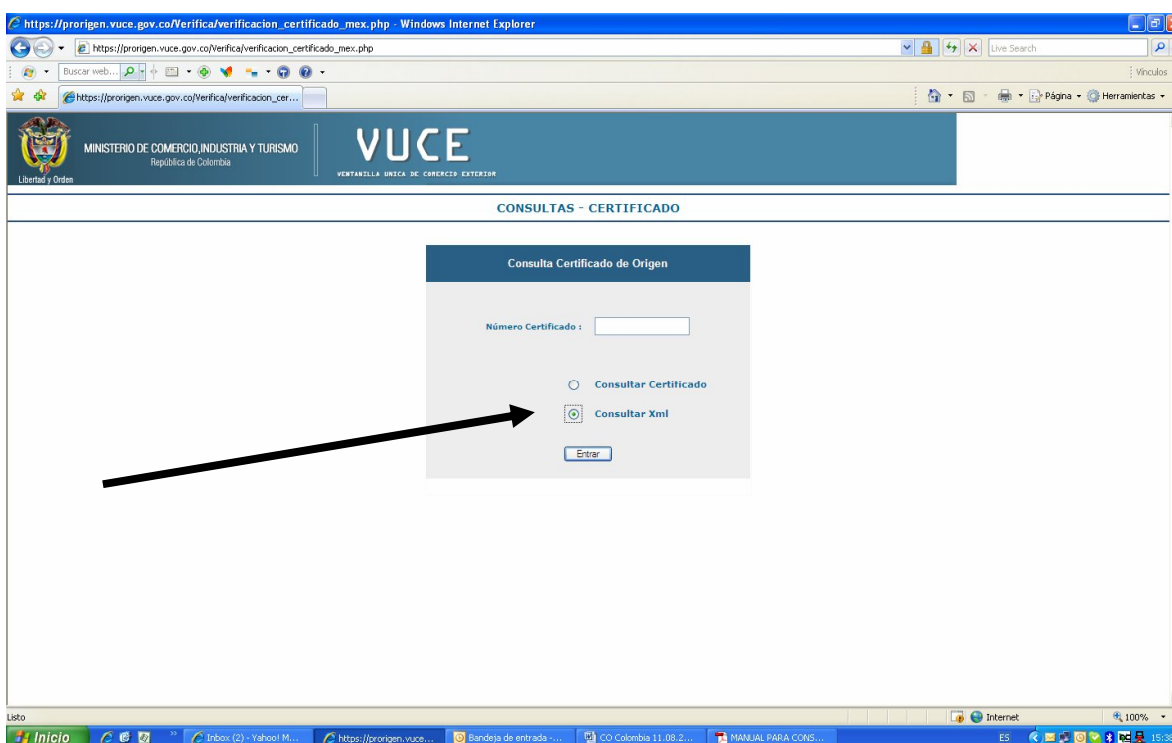 https://prorigen.vuce.gov.co/Verifica/verificacion_certificado_mex.php - Windows Internet Explorer
https://prorigen.vuce.gov.co/Verifica/verificacion_certificado_mex.php
Live Search
Buscar web...
Vínculos
https://prorigen.vuce.gov.co/Verifica/verificacion_cer...
Página
Herramientas
MINISTERIO DE COMERCIO,INDUSTRIA Y TURISMO
República de Colombia
Libertad y Orden
VUCE
VENTANILLA UNICA DE COMERCIO EXTERIOR
CONSULTAS - CERTIFICADO
Consulta Certificado de Origen
Número Certificado :
Consultar Certificado
Consultar Xml
Entrar
Listo
Internet
100%
Inicio
Inbox (2) - Yahoo! M...
https://prorigen.vuce...
Bandeja de entrada -...
CO Colombia 11.08.2...
MANUAL PARA CONS...
ES